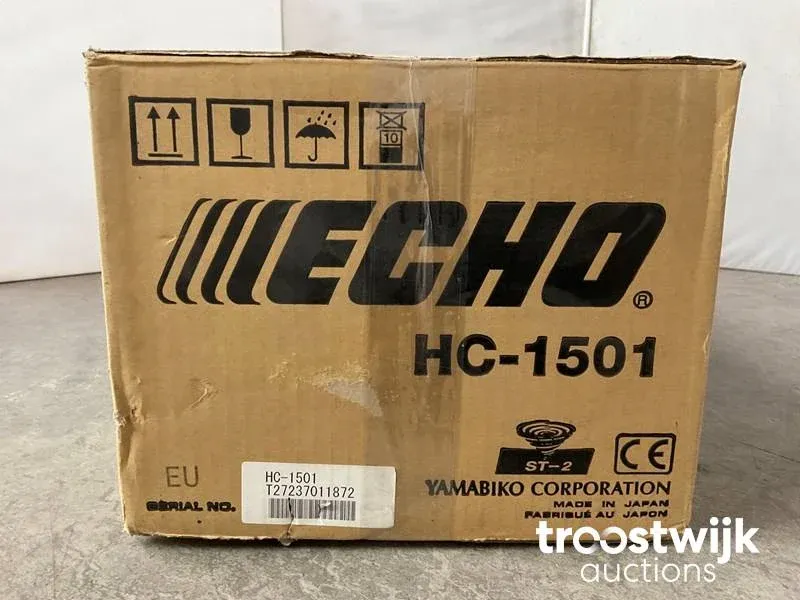 10
ECHO®
HC-1501
ST-2
EU
HC-1501
T27237011872
SERIAL NO.
CE
YAMABIKO CORPORATION
MADE IN JAPAN
FABRIQUÉ AU JAPON
troostwijk
auctions